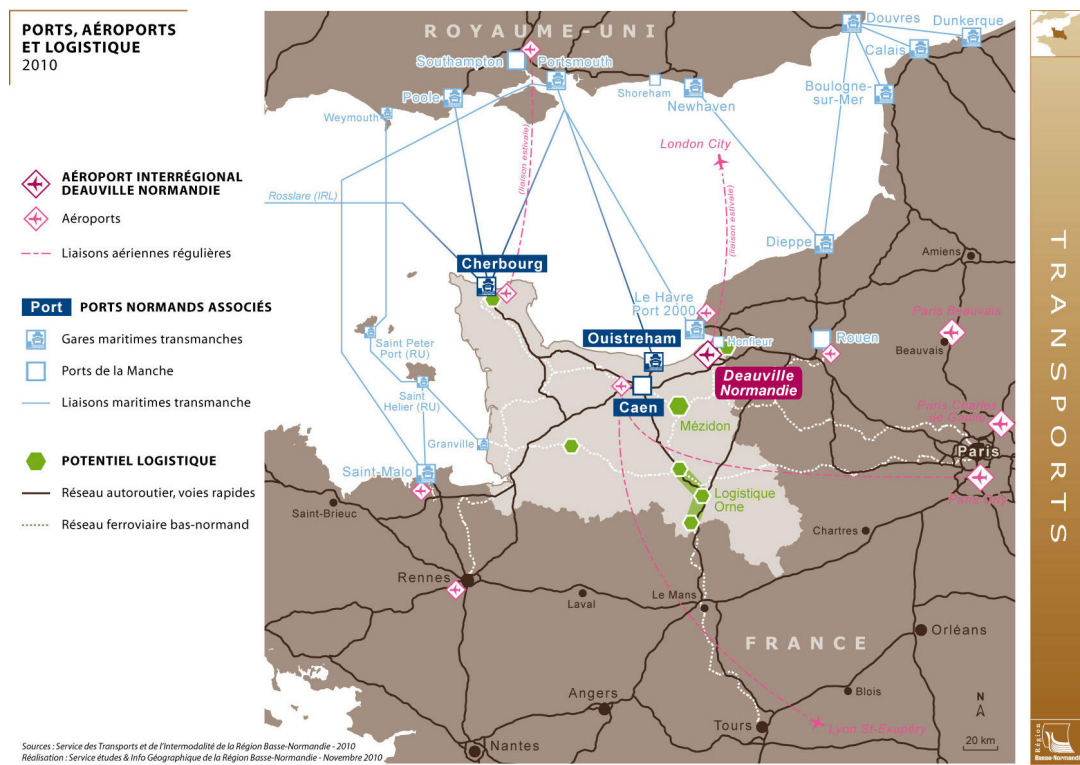 PORTS, AÉROPORTS
ET LOGISTIQUE
2010
AÉROPORT INTERRÉGIONAL
DEAUVILLE NORMANDIE
Aéroports
Liaisons aériennes régulières
Port PORTS NORMANDS ASSOCIÉS
Gares maritimes transmanches
Ports de la Manche
Liaisons maritimes transmanche
POTENTIEL LOGISTIQUE
Réseau autoroutier, voies rapides
Réseau ferroviaire bas-normand
Sources : Service des Transports et de l'Intermodalité de la Région Basse-Normandie - 2010
Réalisation : Service études & Info Géographique de la Région Basse-Normandie - Novembre 2010
ROYAUME-UNI
Southampton
Portsmouth
Poole
Weymouth
Shoreham
Newhaven
Douvres
Dunkerque
Calais
Boulogne-
sur-Mer
London City
(liaison estivale)
(liaison estivale)
Rosslare (IRL)
Dieppe
Amiens
Cherbourg
Le Havre
Port 2000
Honfleur
Rouen
Paris Beauvais
Beauvais
Ouistreham
Saint Peter
Port (RU)
Saint
Helier (RU)
Caen
Deauville
Normandie
Mézidon
Paris Charles
de Gaulle
Paris
Paris Orly
Granville
Saint-Malo
Logistique
Orne
Saint-Brieuc
Chartres
Rennes
Laval
Le Mans
FRANCE
Orléans
Angers
Blois
Tours
Lyon St-Exupéry
Nantes
N
20 km
TRANSPORTS
Région
Basse-Normandie